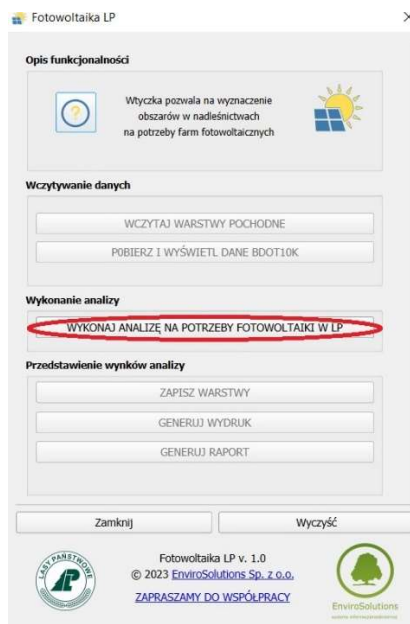 Fotowoltaika LP
Opis funkcjonalności
Wtyczka pozwala na wyznaczenie
obszarów w nadleśnictwach
na potrzeby farm fotowoltaicznych
Wczytywanie danych
WCZYTAJ WARSTWY POCHODNE
POBIERZ I WYŚWIETL DANE BDOT10K
Wykonanie analizy
WYKONAJ ANALIZĘ NA POTRZEBY FOTOWOLTAIKI W LP
Przedstawienie wyników analizy
ZAPISZ WARSTWY
GENERUJ WYDRUK
GENERUJ RAPORT
Zamknij
Wyczyść
LASY PAŃSTWOWE
Fotowoltaika LP v. 1.0
© 2023 EnviroSolutions Sp. z o.o.
ZAPRASZAMY DO WSPÓŁPRACY
EnviroSolutions